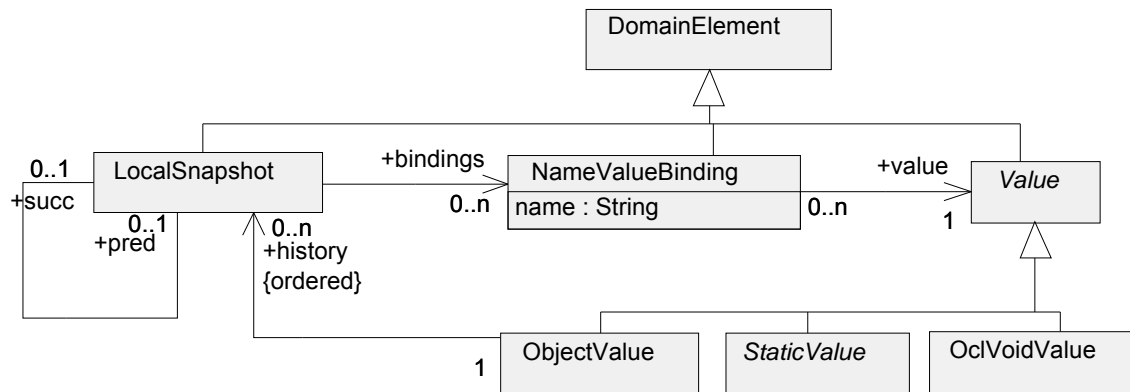 DomainElement
LocalSnapshot
NameValueBinding
name : String
Value
+bindings
0..n
+value
0..n
1
0..1
+succ
0..1
+pred
0..n
+history
{ordered}
1
ObjectValue
StaticValue
OclVoidValue